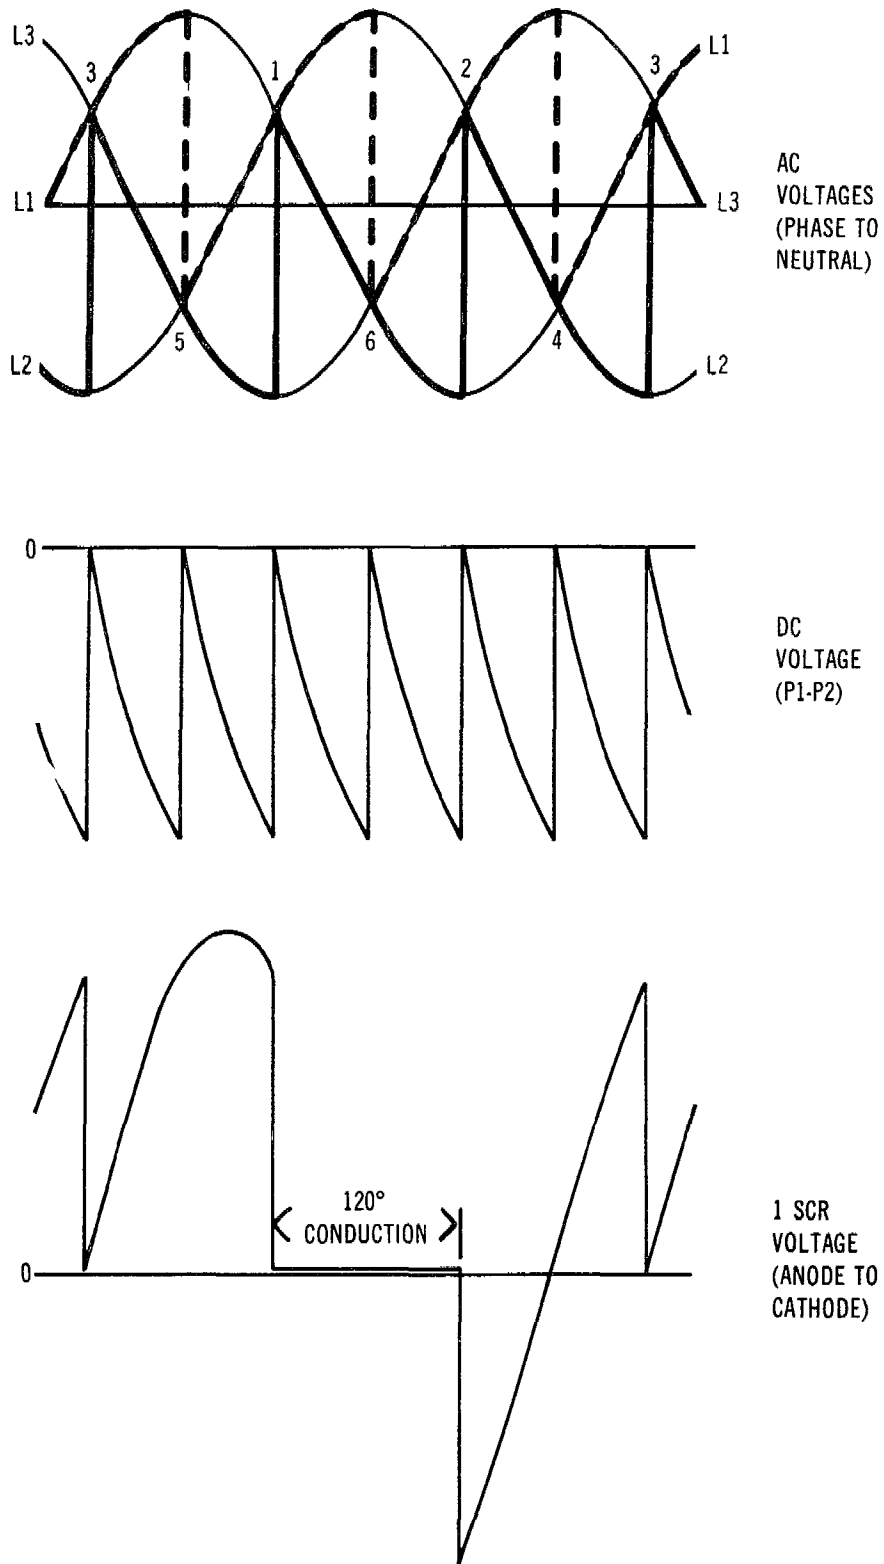 L3
3
1
2
3
L1
L1
L3
AC
VOLTAGES
(PHASE TO
NEUTRAL)
5
6
4
L2
L2
0
DC
VOLTAGE
(P1-P2)
120°
CONDUCTION
0
1 SCR
VOLTAGE
(ANODE TO
CATHODE)